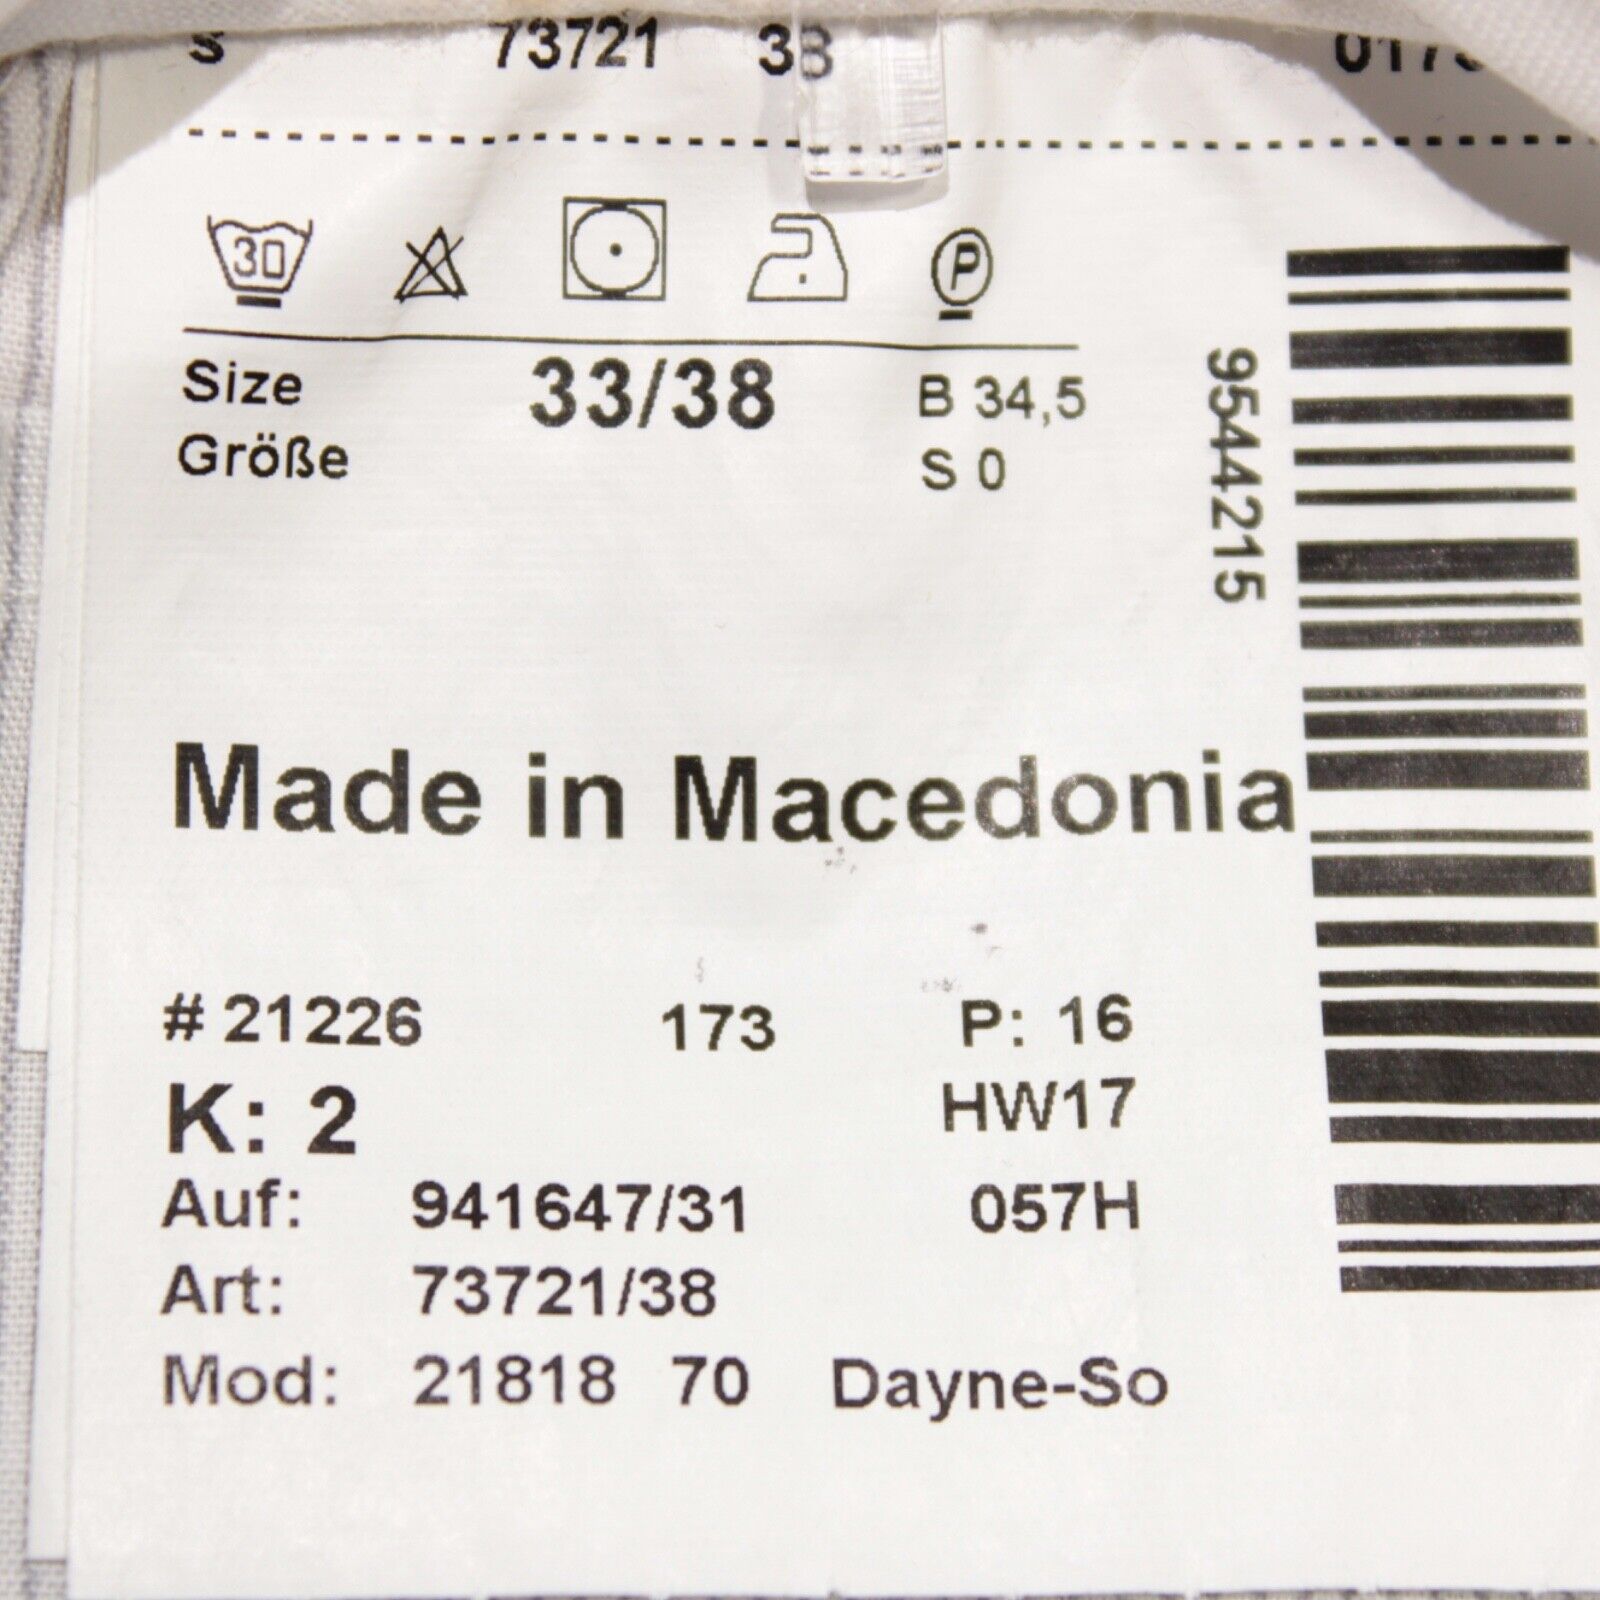 73721 38
30 P
Size 33/38 B 34,5
Größe S 0
9544215
Made in Macedonia
# 21226 173 P: 16
K: 2 HW17
Auf: 941647/31 057H
Art: 73721/38
Mod: 21818 70 Dayne-So